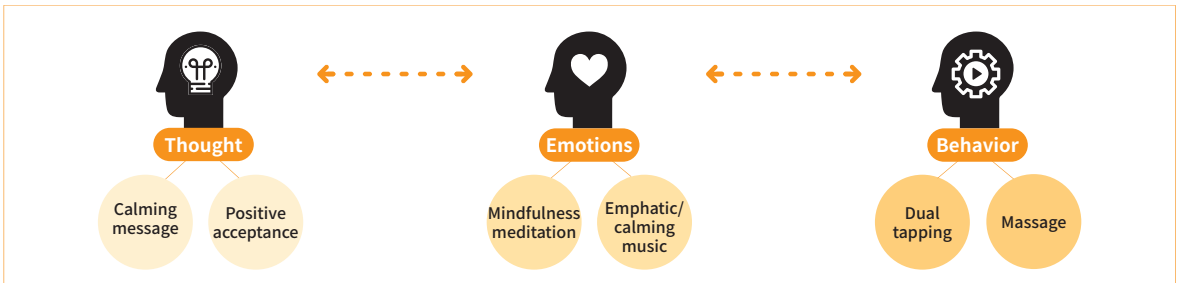 Thought
Emotions
Behavior
Calming
message
Positive
acceptance
Mindfulness
meditation
Emphatic/
calming
music
Dual
tapping
Massage